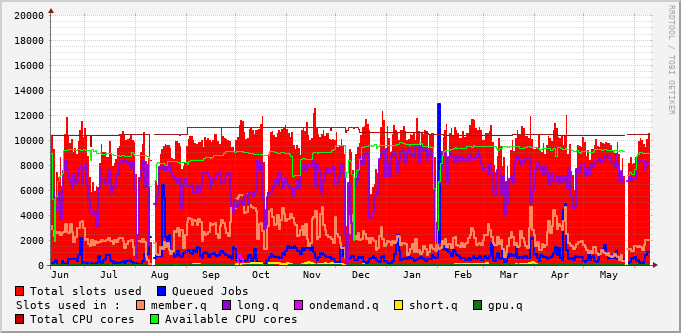 20000
18000
16000
14000
12000
10000
8000
6000
4000
2000
0
Jun Jul Aug Sep Oct Nov Dec Jan Feb Mar Apr May
RRDTOOL / TOBI OETIKER
Total slots used Queued Jobs
Slots used in : member.q long.q ondemand.q short.q gpu.q
Total CPU cores Available CPU cores